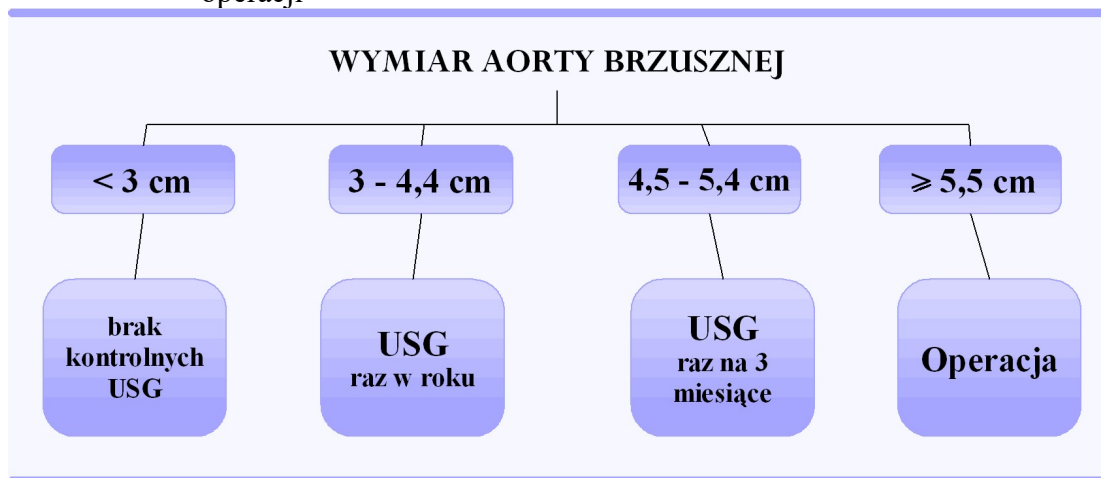 operacji
WYMIAR AORTY BRZUSZNEJ
< 3 cm
3 - 4,4 cm
4,5 - 5,4 cm
⩾ 5,5 cm
brak
kontrolnych
USG
USG
raz w roku
USG
raz na 3
miesiące
Operacja